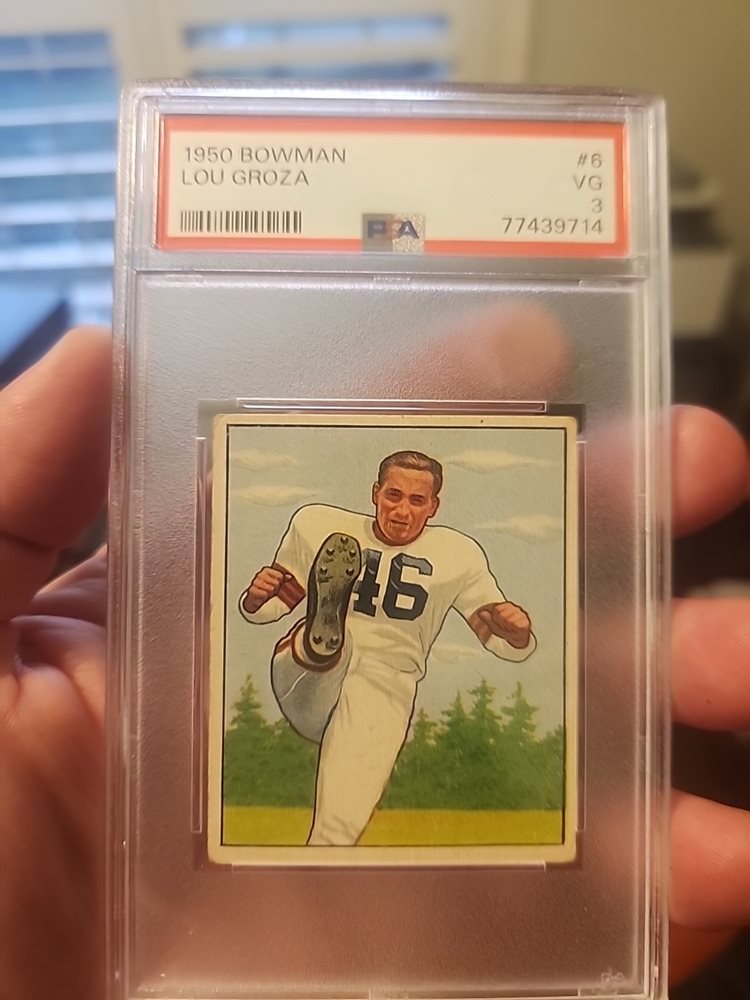 1950 BOWMAN #6
LOU GROZA VG
3
PSA 77439714
46